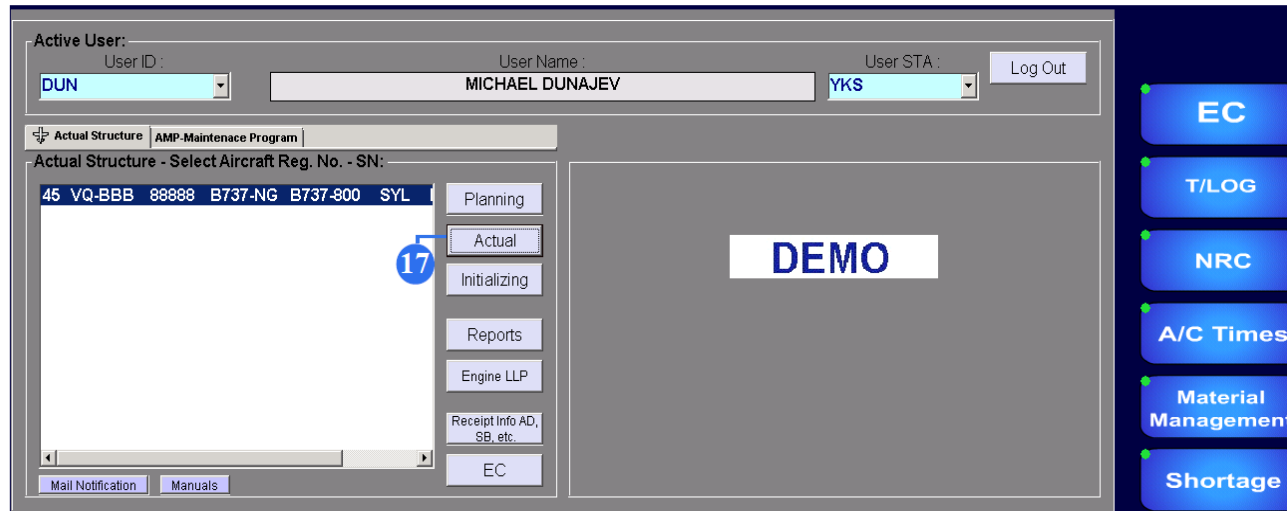 Active User:
User ID :
User Name :
User STA :
DUN
MICHAEL DUNAJEV
YKS
Log Out
Actual Structure
AMP-Maintenace Program
Actual Structure - Select Aircraft Reg. No. - SN:
45 VQ-BBB 88888 B737-NG B737-800 SYL
Planning
Actual
17
Initializing
Reports
Engine LLP
Receipt Info AD,
SB, etc.
EC
Mail Notification
Manuals
DEMO
EC
T/LOG
NRC
A/C Times
Material
Managemen
Shortage